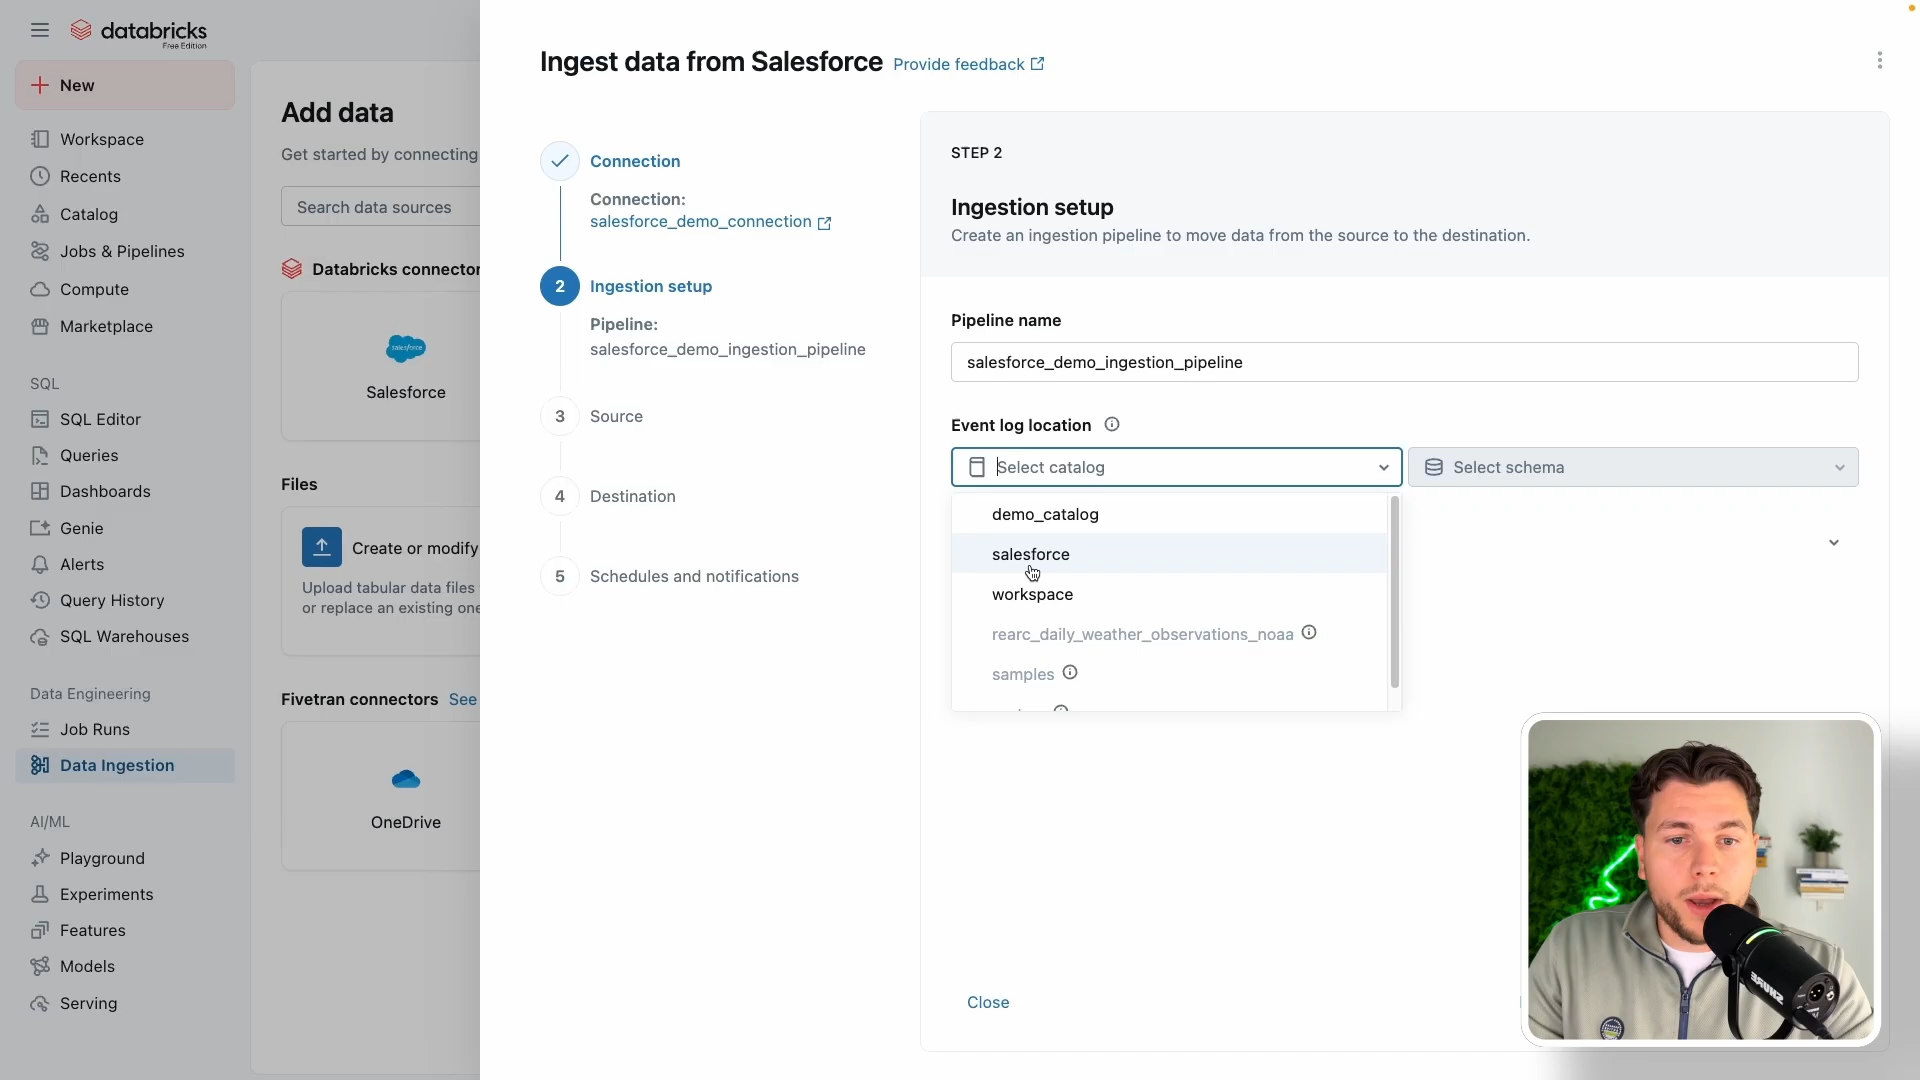 databricks
Free Edition
New
Workspace
Recents
Catalog
Jobs & Pipelines
Compute
Marketplace
SQL
SQL Editor
Queries
Dashboards
Genie
Alerts
Query History
SQL Warehouses
Data Engineering
Job Runs
Data Ingestion
AI/ML
Playground
Experiments
Features
Models
Serving
Add data
Get started by connecting
Search data sources
Databricks connector
salesforce
Salesforce
Files
Create or modify
Upload tabular data files
or replace an existing one
Fivetran connectors See
OneDrive
Ingest data from Salesforce Provide feedback
Connection
Connection:
salesforce_demo_connection
2 Ingestion setup
Pipeline:
salesforce_demo_ingestion_pipeline
3 Source
4 Destination
5 Schedules and notifications
STEP 2
Ingestion setup
Create an ingestion pipeline to move data from the source to the destination.
Pipeline name
salesforce_demo_ingestion_pipeline
Event log location
Select catalog
Select schema
demo_catalog
salesforce
workspace
rearc_daily_weather_observations_noaa
samples
Close
SHURE